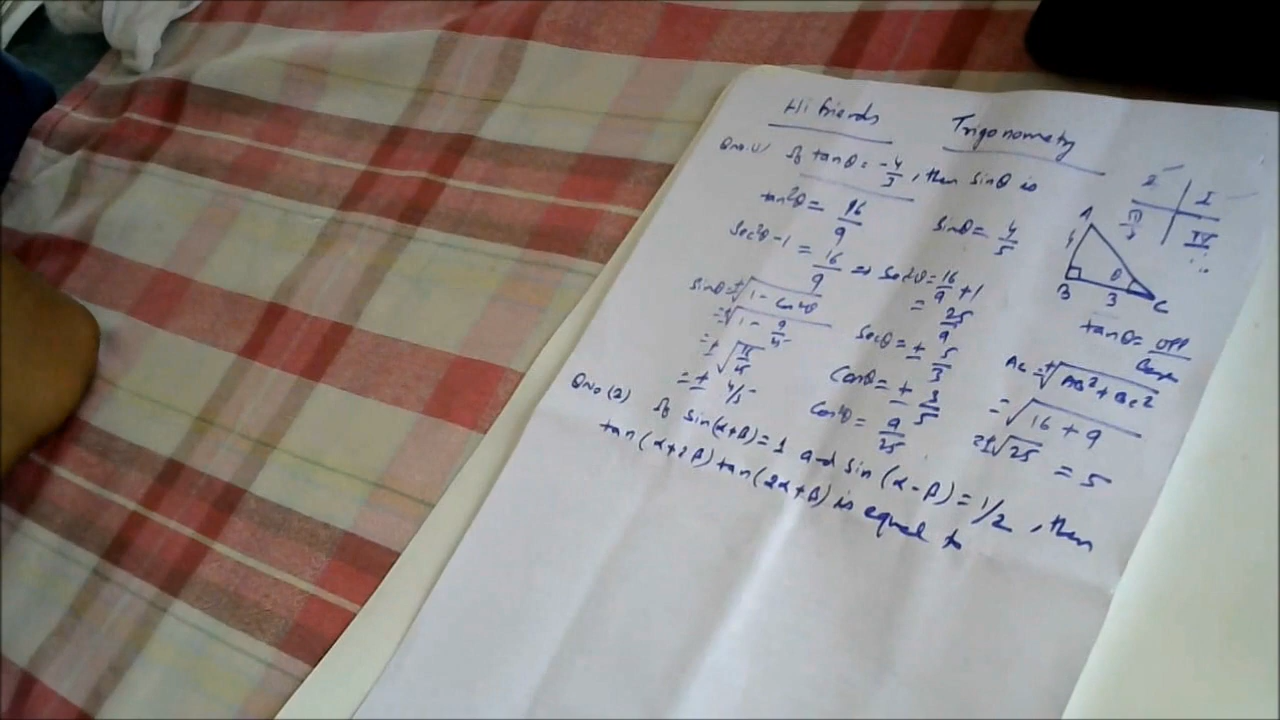 Hi friends Trigonometry
Qno.(1) If tanθ = -4/3, then sinθ is
II I
III IV
tan²θ = 16/9
sinθ = 4/5
A
4
B 3 C
θ
sec²θ - 1 = 16/9 ⇒ sec²θ = 16/9 + 1
= 25/9
sinθ = ±√1 - cos²θ
= ±√1 - 9/25
= ±√16/25
= ± 4/5
secθ = ± 5/3
cosθ = ± 3/5
cos²θ = 9/25
tanθ = opp
AC = +√AB² + BC²
= √16 + 9
√25 = 5
Qno (2) If sin(α+β) = 1 and sin(α-β) = 1/2, then
tan(α+2β) tan(2α+β) is equal to